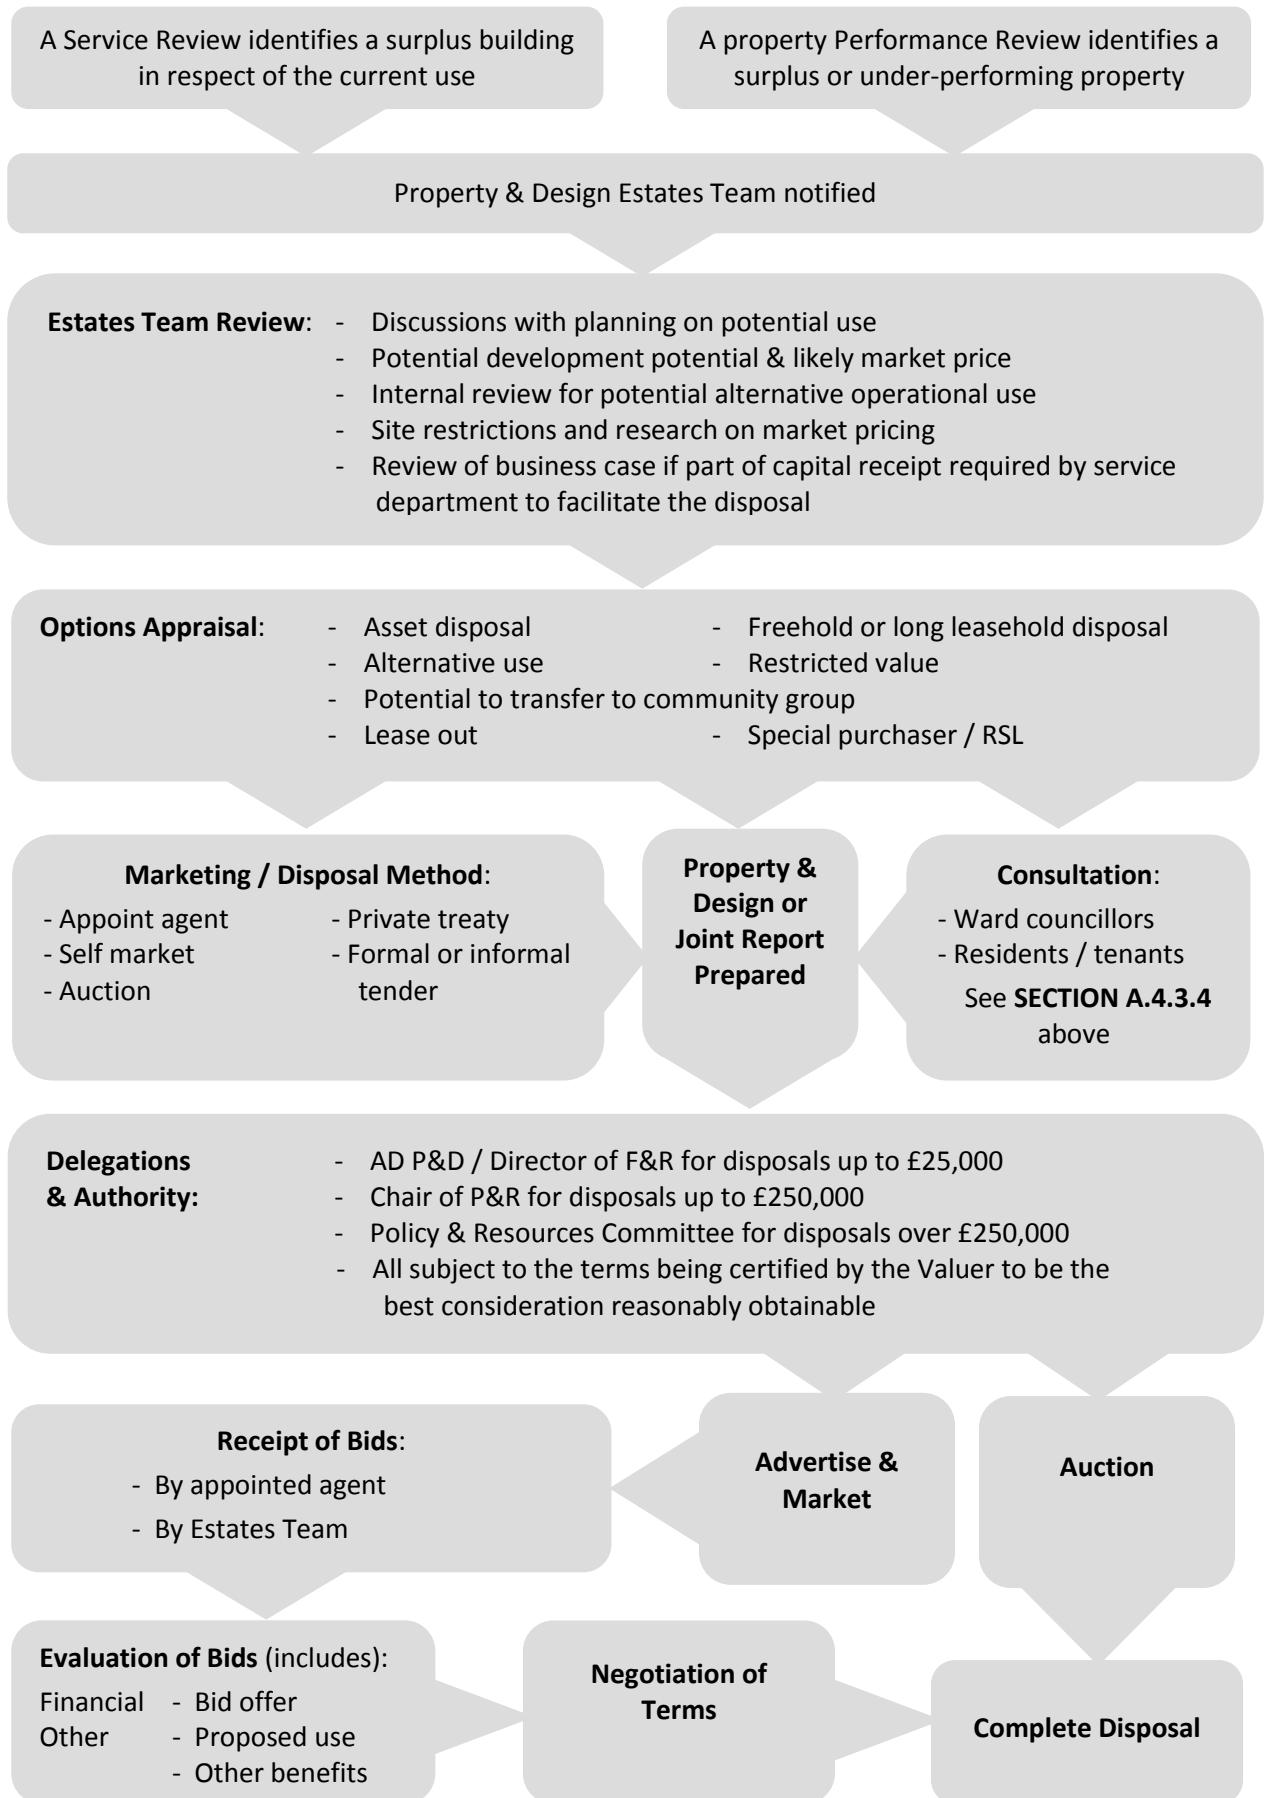 A Service Review identifies a surplus building
in respect of the current use
A property Performance Review identifies a
surplus or under-performing property
Property & Design Estates Team notified
Estates Team Review: - Discussions with planning on potential use
- Potential development potential & likely market price
- Internal review for potential alternative operational use
- Site restrictions and research on market pricing
- Review of business case if part of capital receipt required by service
department to facilitate the disposal
Options Appraisal: - Asset disposal - Freehold or long leasehold disposal
- Alternative use - Restricted value
- Potential to transfer to community group
- Lease out - Special purchaser / RSL
Marketing / Disposal Method:
- Appoint agent - Private treaty
- Self market - Formal or informal
- Auction tender
Property &
Design or
Joint Report
Prepared
Consultation:
- Ward councillors
- Residents / tenants
See SECTION A.4.3.4
above
Delegations - AD P&D / Director of F&R for disposals up to £25,000
& Authority: - Chair of P&R for disposals up to £250,000
- Policy & Resources Committee for disposals over £250,000
- All subject to the terms being certified by the Valuer to be the
best consideration reasonably obtainable
Advertise &
Market
Auction
Receipt of Bids:
- By appointed agent
- By Estates Team
Evaluation of Bids (includes):
Financial - Bid offer
Other - Proposed use
- Other benefits
Negotiation of
Terms
Complete Disposal